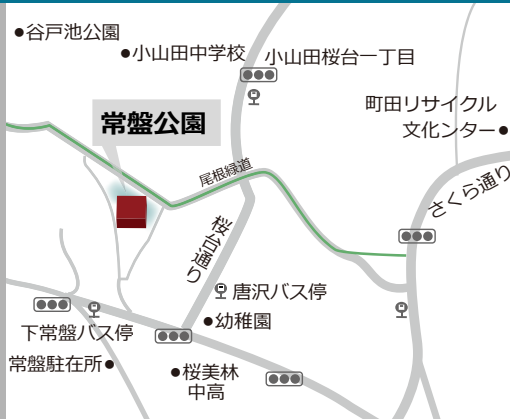 谷戸池公園
小山田中学校
小山田桜台一丁目
町田リサイクル
文化ンター
常盤公園
尾根緑道
さくら通り
桜台通り
唐沢バス停
幼稚園
下常盤バス停
常盤駐在所
桜美林
中高